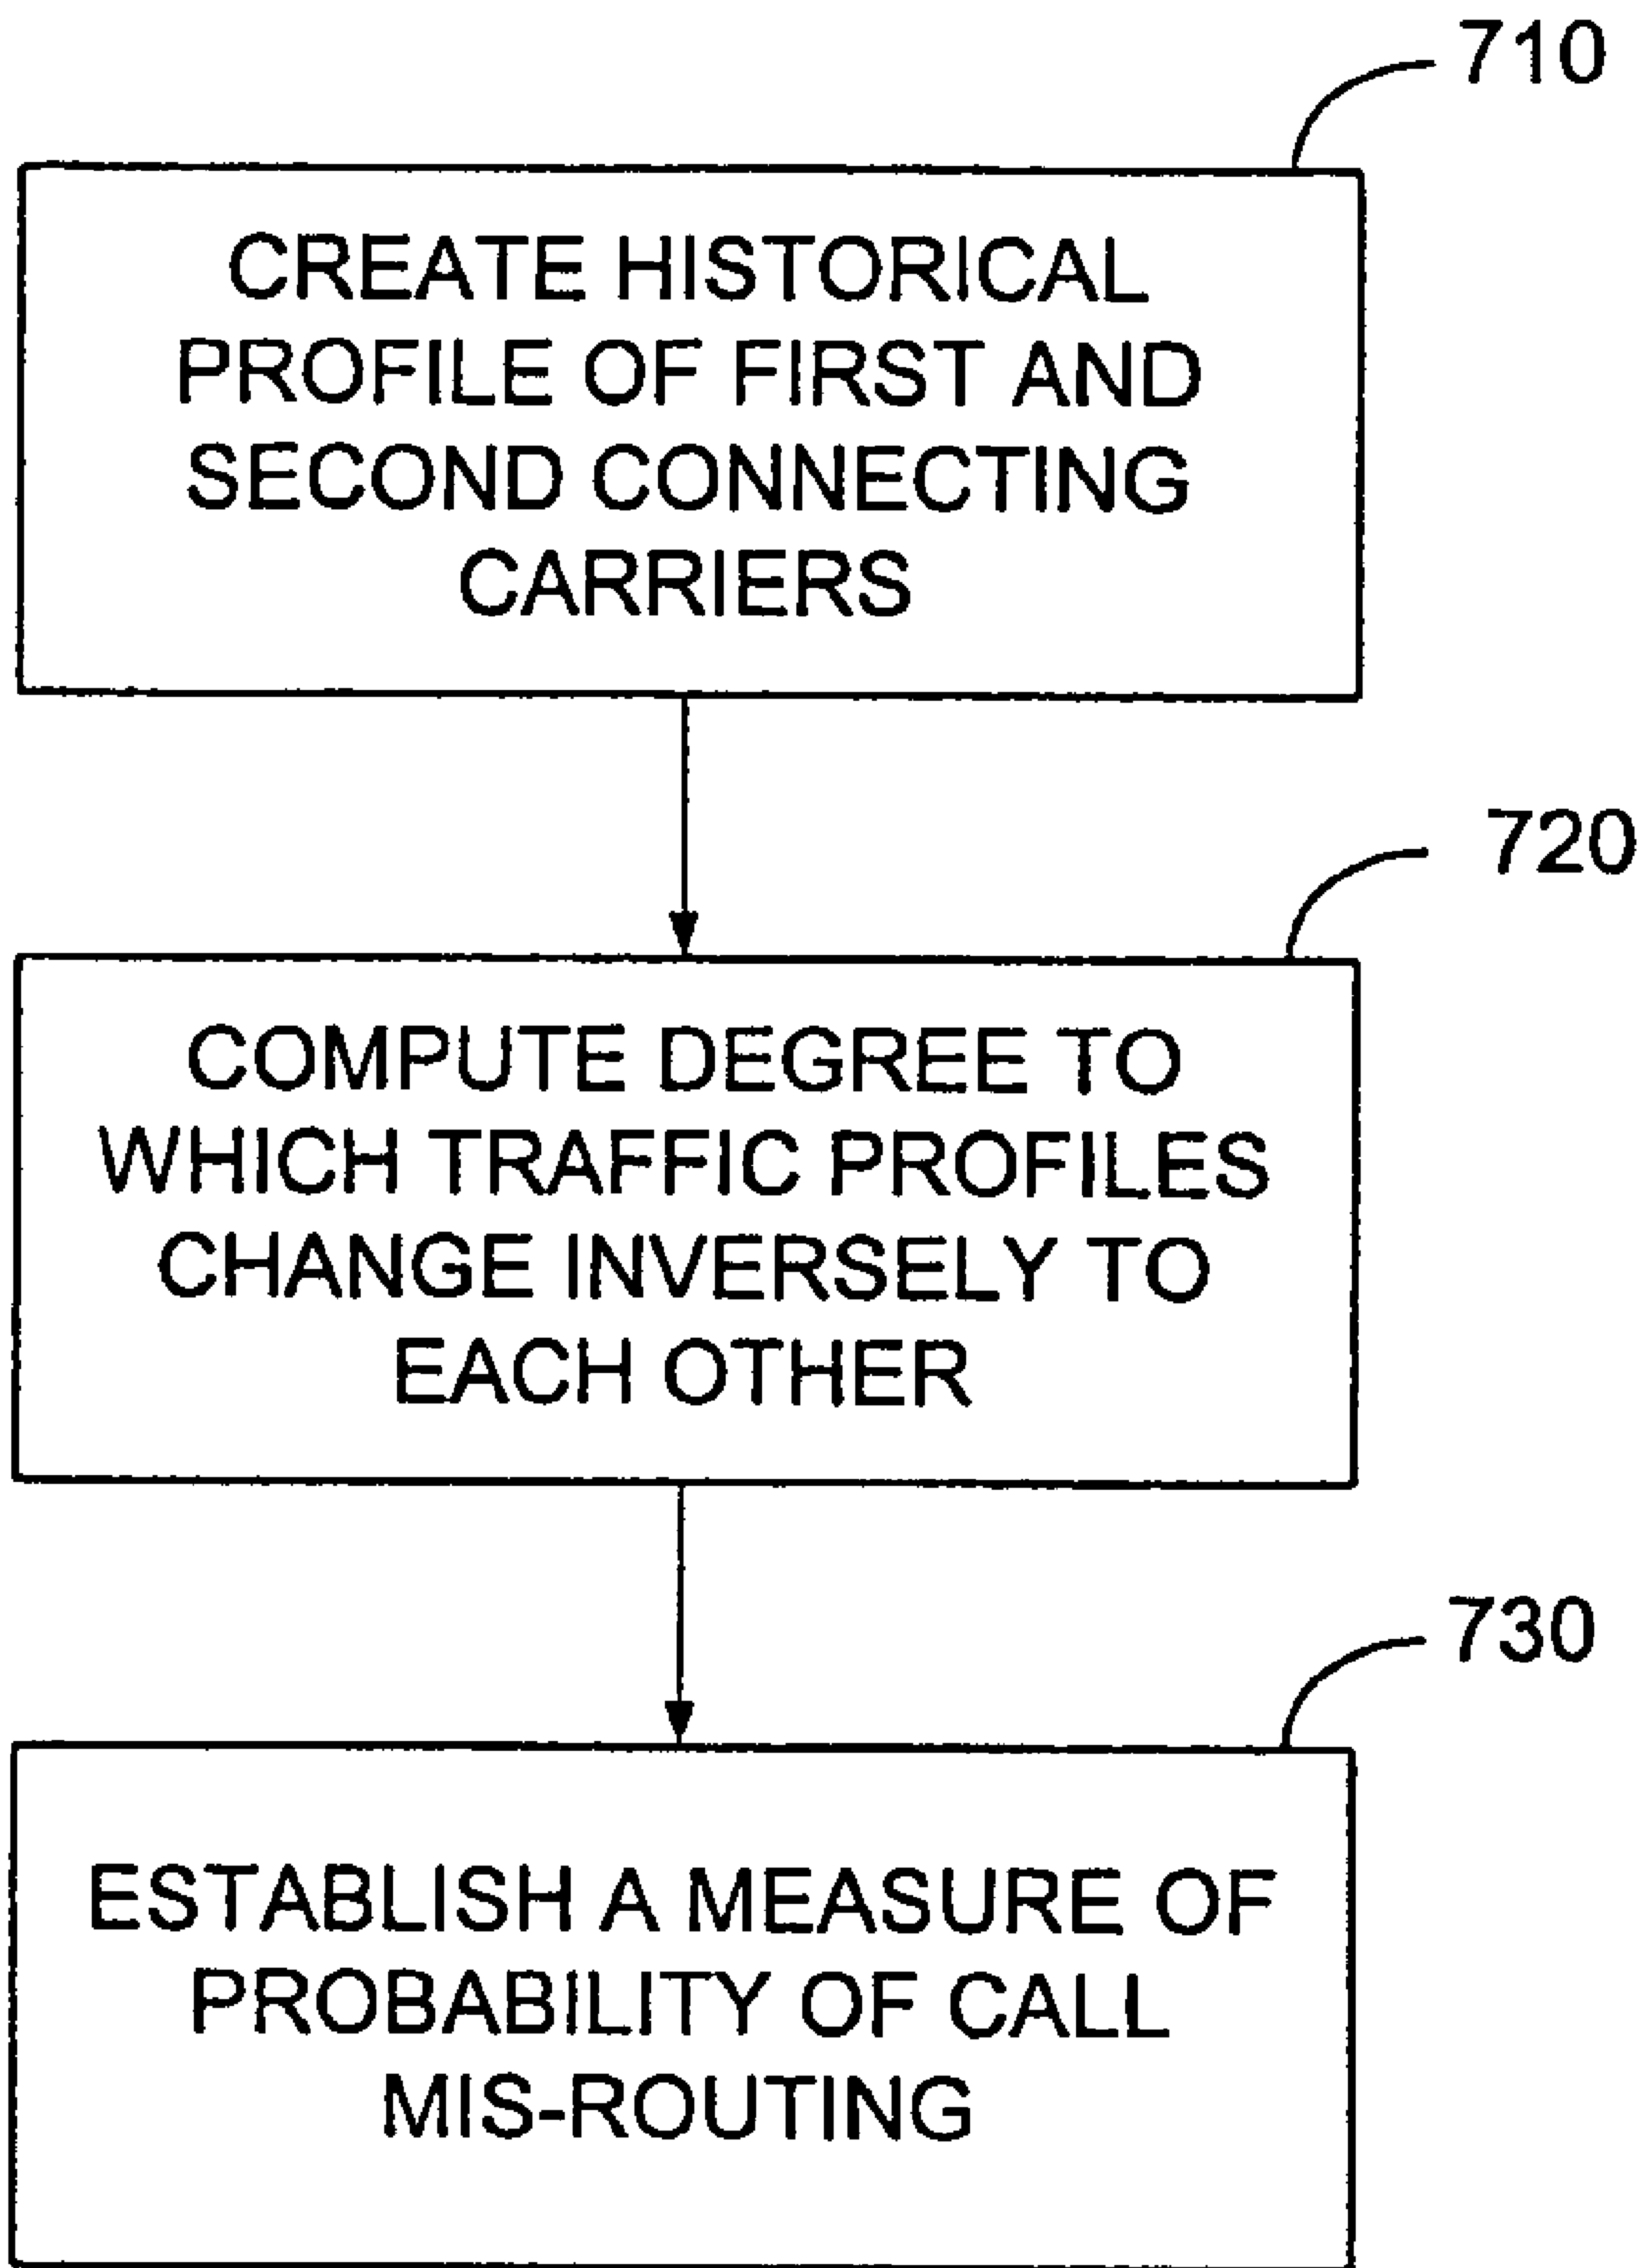 710
CREATE HISTORICAL
PROFILE OF FIRST AND
SECOND CONNECTING
CARRIERS
720
COMPUTE DEGREE TO
WHICH TRAFFIC PROFILES
CHANGE INVERSELY TO
EACH OTHER
730
ESTABLISH A MEASURE OF
PROBABILITY OF CALL
MIS-ROUTING